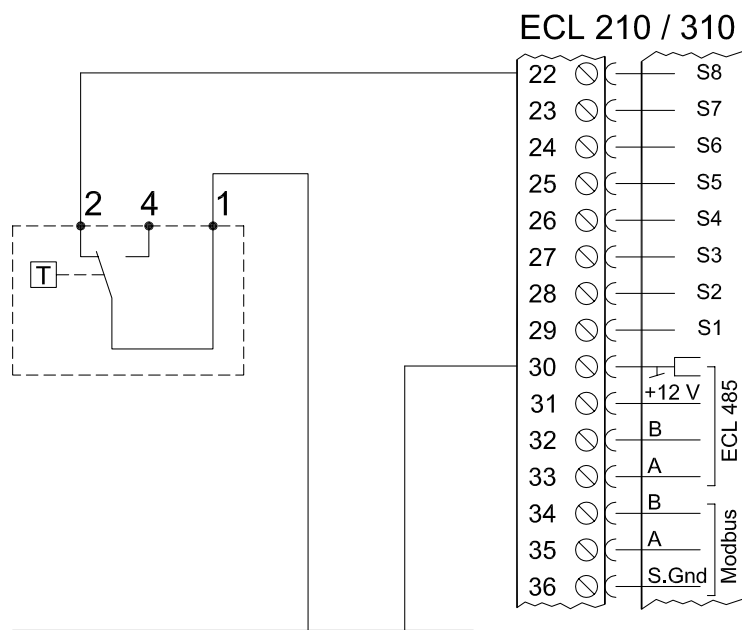 ECL 210 / 310
22 S8
23 S7
24 S6
25 S5
26 S4
27 S3
28 S2
29 S1
30
31 +12 V
32 B
33 A
ECL 485
34 B
35 A
36 S.Gnd
Modbus
2 4 1
T